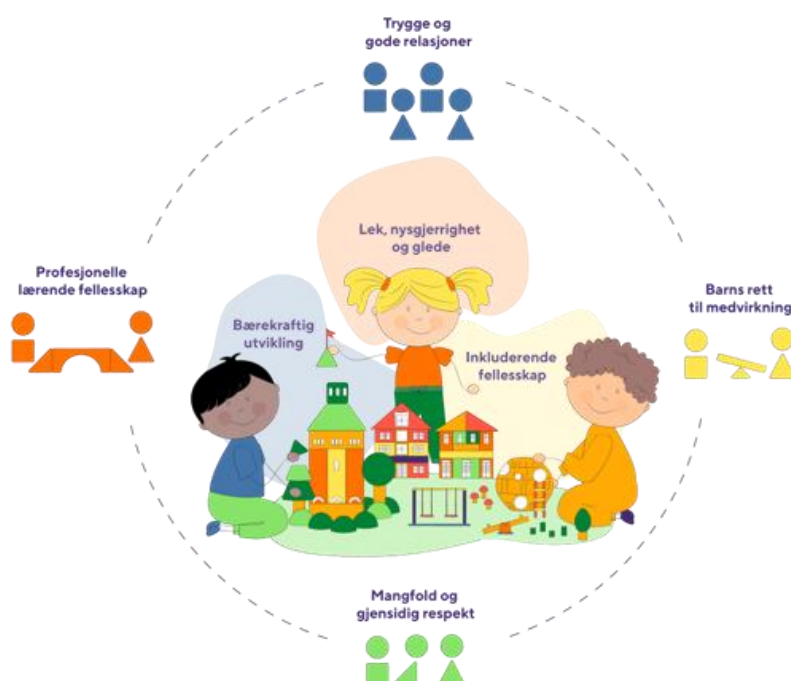 Trygge og
gode relasjoner
Lek, nysgjerrighet
og glede
Profesjonelle
lærende fellesskap
Barns rett
til medvirkning
Bærekraftig
utvikling
Inkluderende
fellesskap
Mangfold og
gjensidig respekt